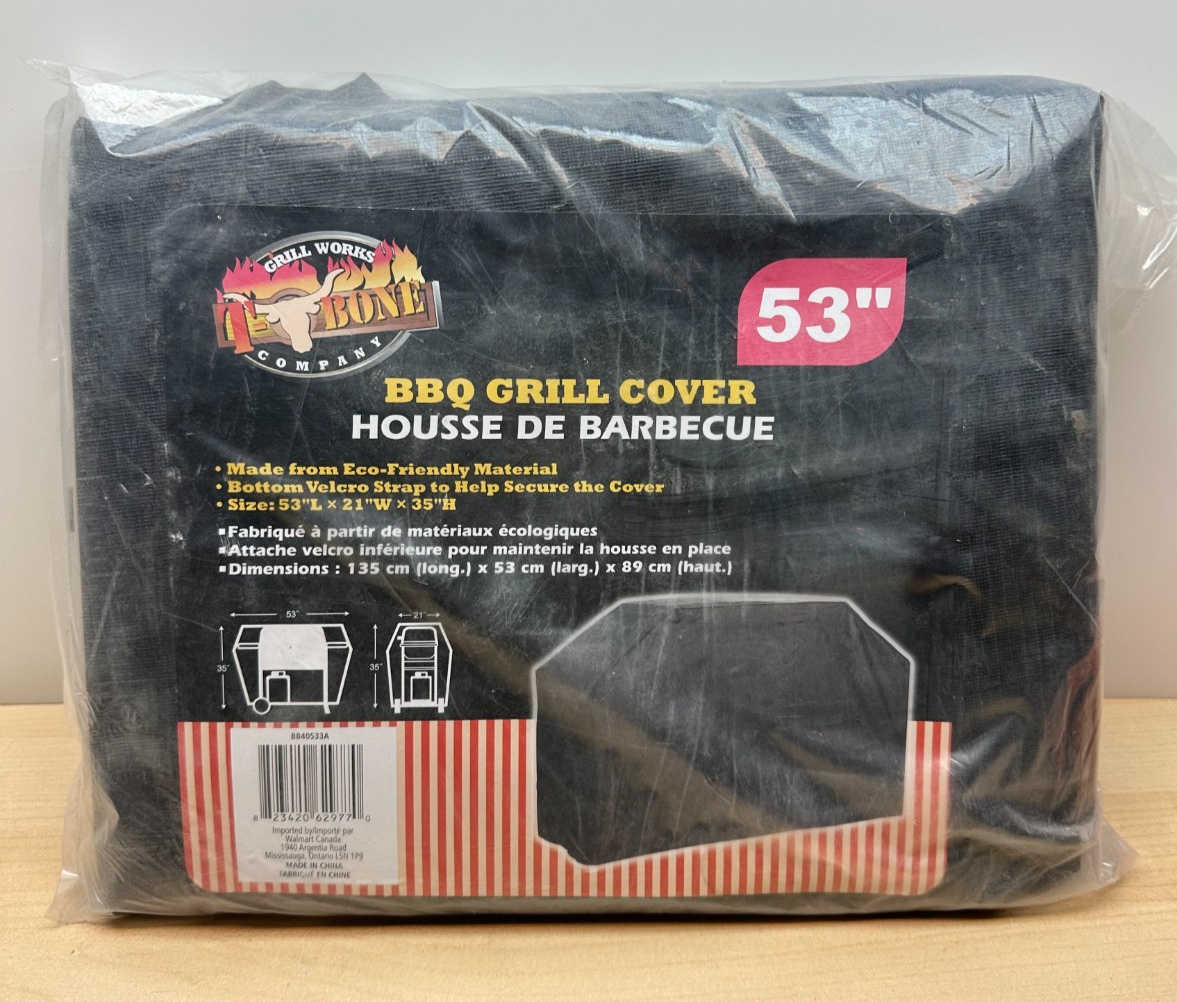 GRILL WORKS
T-BONE
COMPANY
53"
BBQ GRILL COVER
HOUSSE DE BARBECUE
• Made from Eco-Friendly Material
• Bottom Velcro Strap to Help Secure the Cover
• Size: 53"L × 21"W × 35"H
▪Fabriqué à partir de matériaux écologiques
▪Attache velcro inférieure pour maintenir la housse en place
▪Dimensions : 135 cm (long.) x 53 cm (larg.) x 89 cm (haut.)
53"
21"
35"
35"
BB40533A
8 23420 62977 0
Imported by/Importé par
Walmart Canada
1940 Argentia Road
Mississauga, Ontario L5N 1P9
MADE IN CHINA
FABRIQUÉ EN CHINE